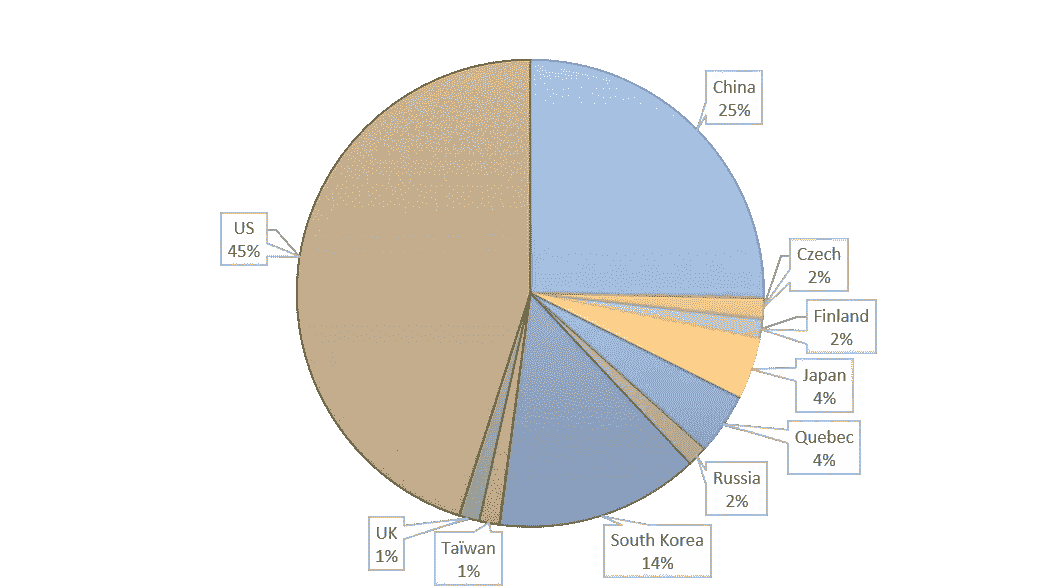 China
25%
Czech
2%
Finland
2%
Japan
4%
Quebec
4%
Russia
2%
South Korea
14%
Taïwan
1%
UK
1%
US
45%